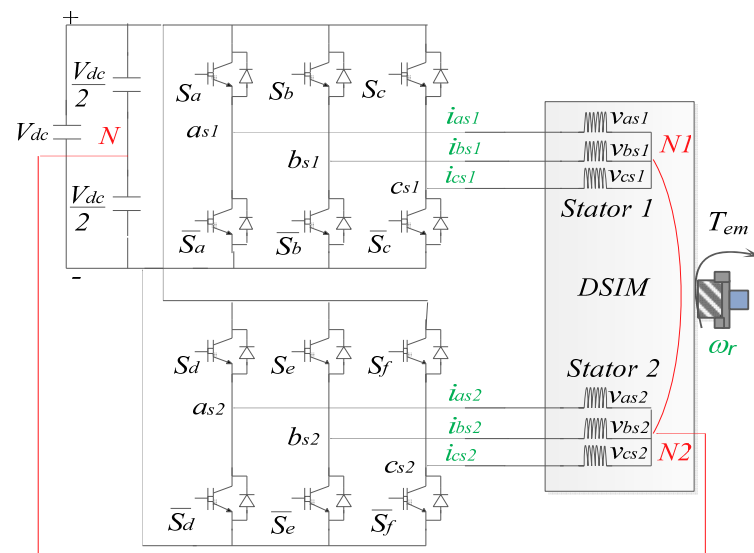 +
Vdc
Vdc/2
N
Vdc/2
-
Sa
Sb
Sc
as1
bs1
cs1
S̅a
S̅b
S̅c
ias1
ibs1
ics1
vas1
vbs1
vcs1
N1
Stator 1
Tem
DSIM
ωr
Sd
Se
Sf
as2
bs2
cs2
S̅d
S̅e
S̅f
ias2
ibs2
ics2
Stator 2
vas2
vbs2
vcs2
N2